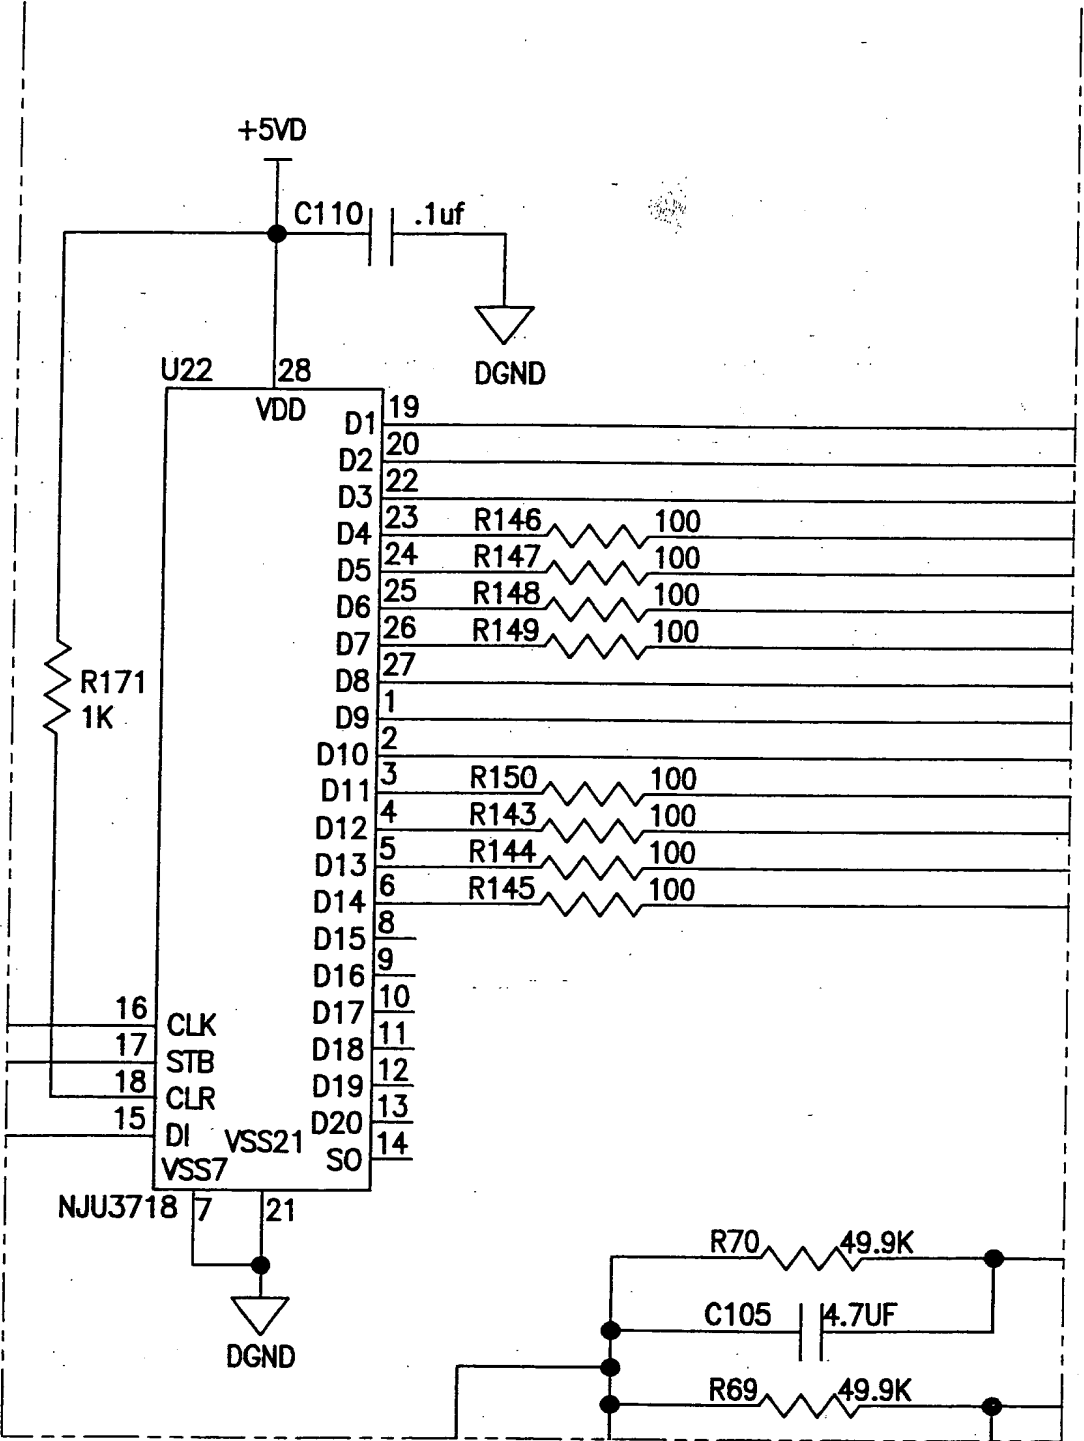 +5VD
C110 .1uf
DGND
U22 28
VDD
D1 19
D2 20
D3 22
D4 23 R146 100
D5 24 R147 100
D6 25 R148 100
D7 26 R149 100
D8 27
R171
1K
D9 1
D10 2
D11 3 R150 100
D12 4 R143 100
D13 5 R144 100
D14 6 R145 100
D15 8
D16 9
D17 10
16 CLK
D18 11
17 STB
D19 12
18 CLR
D20 13
15 DI
VSS21
SO 14
VSS7
NJU3718 7 21
DGND
R70 49.9K
C105 4.7UF
R69 49.9K